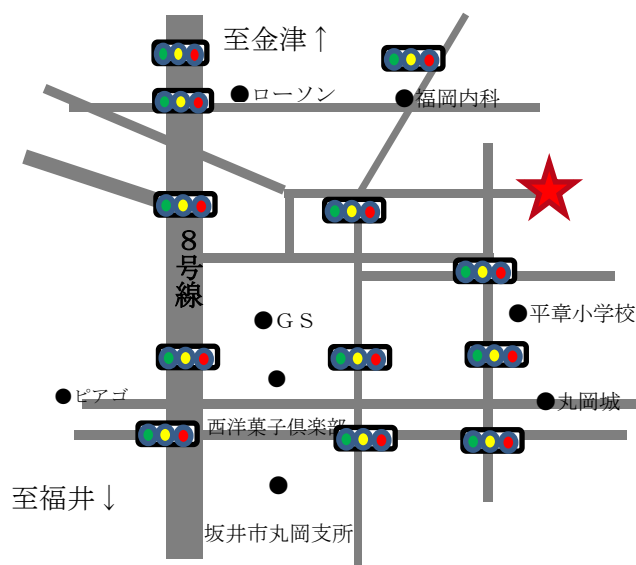 至金津↑
ローソン
福岡内科
8号線
GS
平章小学校
ピアゴ
丸岡城
西洋菓子倶楽部
至福井↓
坂井市丸岡支所